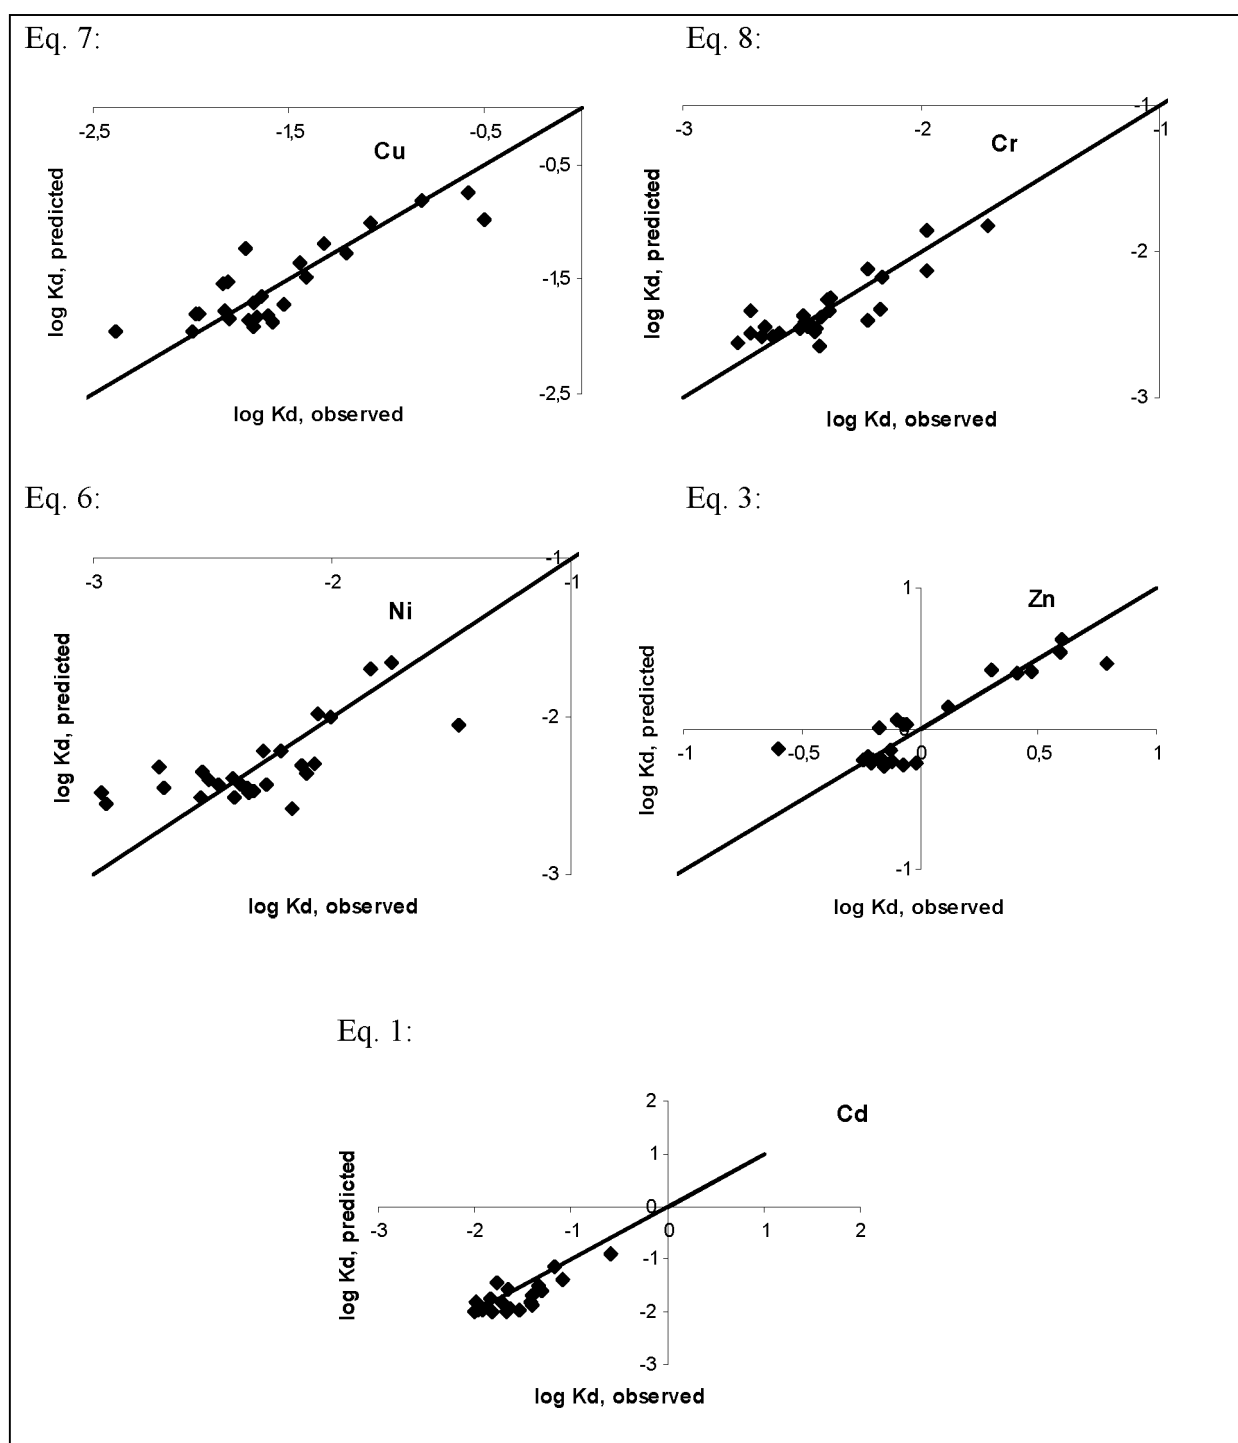 Eq. 7:
Eq. 8:
-2,5
-1,5
-0,5
Cu
-0,5
-1,5
-2,5
log Kd, predicted
log Kd, observed
-3
-2
-1
-1
Cr
-2
-3
log Kd, predicted
log Kd, observed
Eq. 6:
Eq. 3:
-1
-3
-2
-1
Ni
-2
-3
log Kd, predicted
log Kd, observed
1
Zn
0
-1
-0,5
0
0,5
1
-1
log Kd, predicted
log Kd, observed
Eq. 1:
2
Cd
1
0
-3
-2
-1
0
1
2
-1
-2
-3
log Kd, predicted
log Kd, observed